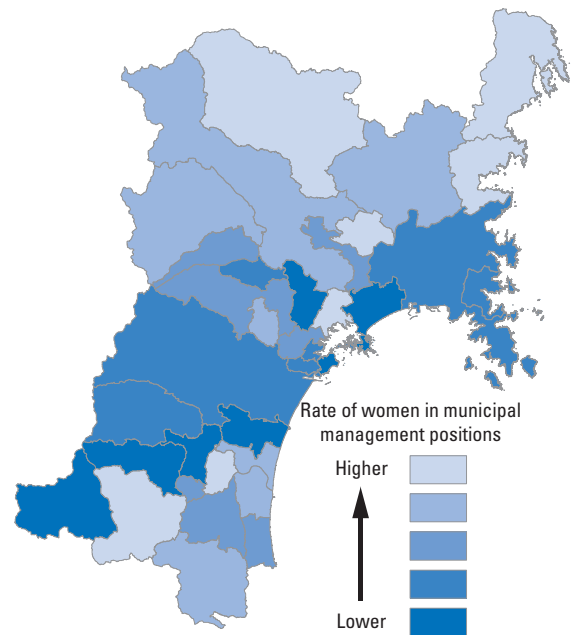 Rate of women in municipal
management positions
Higher
Lower